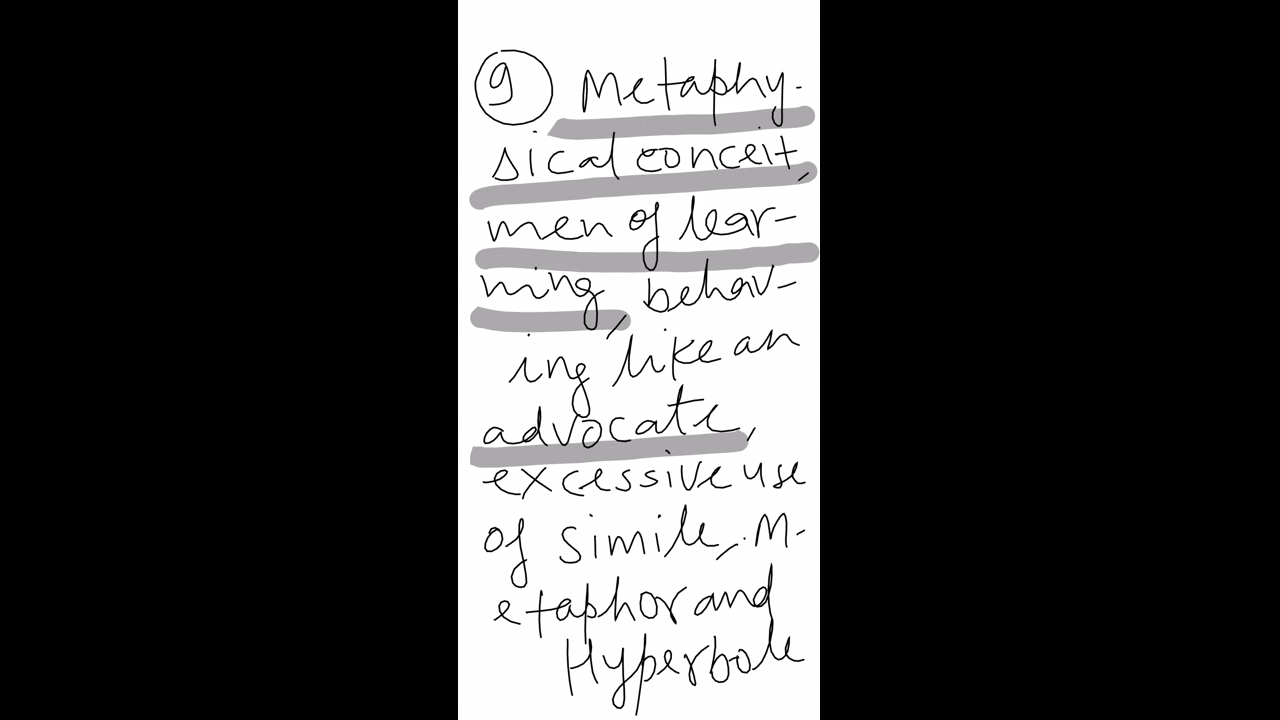 9 Metaphy-
sical conceit,
men of lear-
ning, behav-
ing like an
advocate,
excessive use
of simile, M-
etaphor and
Hyperbole